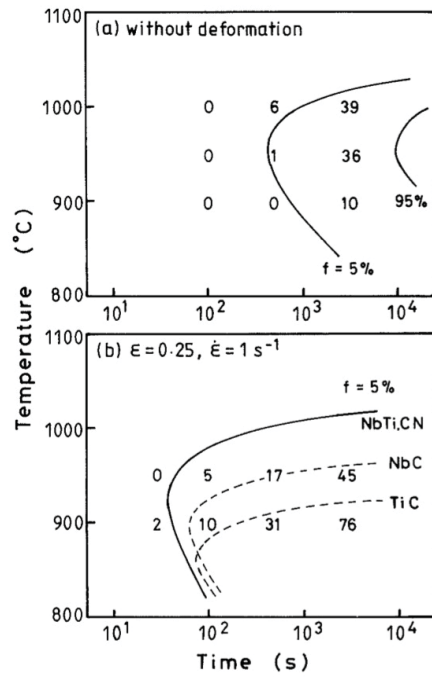 1100
(a) without deformation
1000
0 6 39
0 1 36
900
0 0 10 95%
f = 5%
800
10¹ 10² 10³ 10⁴
Temperature (°C)
1100
(b) ε=0·25, ε̇=1 s⁻¹
f = 5%
1000
NbTi.CN
0 5 17 45 NbC
900
2 10 31 76 TiC
800
10¹ 10² 10³ 10⁴
Time (s)